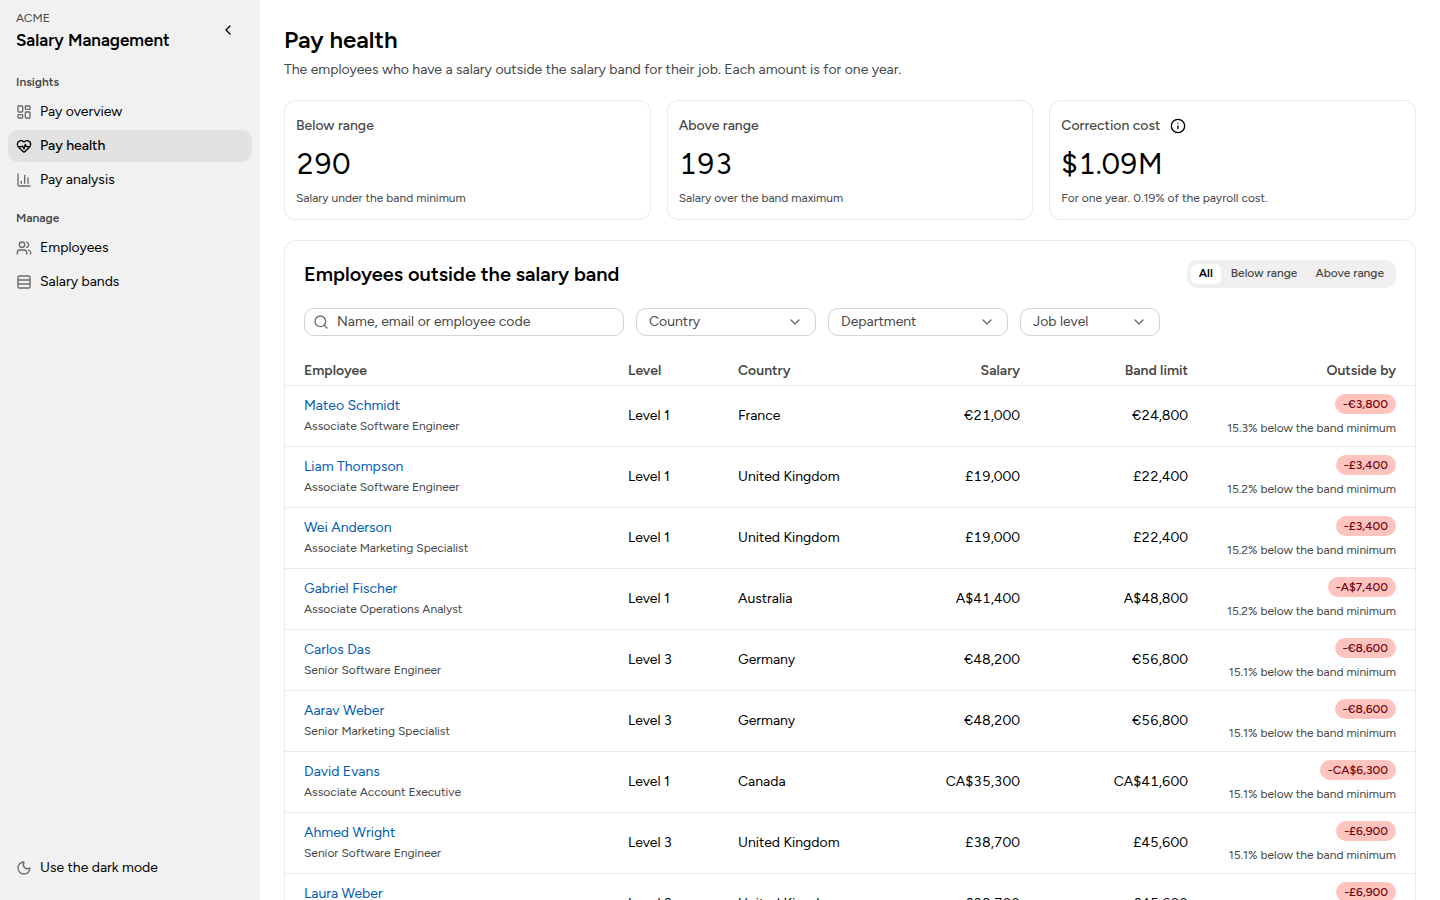 ACME
Salary Management
Insights
Pay overview
Pay health
Pay analysis
Manage
Employees
Salary bands
Use the dark mode
Pay health
The employees who have a salary outside the salary band for their job. Each amount is for one year.
Below range
290
Salary under the band minimum
Above range
193
Salary over the band maximum
Correction cost
$1.09M
For one year. 0.19% of the payroll cost.
Employees outside the salary band
All Below range Above range
Name, email or employee code Country Department Job level
Employee Level Country Salary Band limit Outside by
Mateo Schmidt
Associate Software Engineer
Level 1 France €21,000 €24,800
-€3,800
15.3% below the band minimum
Liam Thompson
Associate Software Engineer
Level 1 United Kingdom £19,000 £22,400
-£3,400
15.2% below the band minimum
Wei Anderson
Associate Marketing Specialist
Level 1 United Kingdom £19,000 £22,400
-£3,400
15.2% below the band minimum
Gabriel Fischer
Associate Operations Analyst
Level 1 Australia A$41,400 A$48,800
-A$7,400
15.2% below the band minimum
Carlos Das
Senior Software Engineer
Level 3 Germany €48,200 €56,800
-€8,600
15.1% below the band minimum
Aarav Weber
Senior Marketing Specialist
Level 3 Germany €48,200 €56,800
-€8,600
15.1% below the band minimum
David Evans
Associate Account Executive
Level 1 Canada CA$35,300 CA$41,600
-CA$6,300
15.1% below the band minimum
Ahmed Wright
Senior Software Engineer
Level 3 United Kingdom £38,700 £45,600
-£6,900
15.1% below the band minimum
Laura Weber
-£6,900